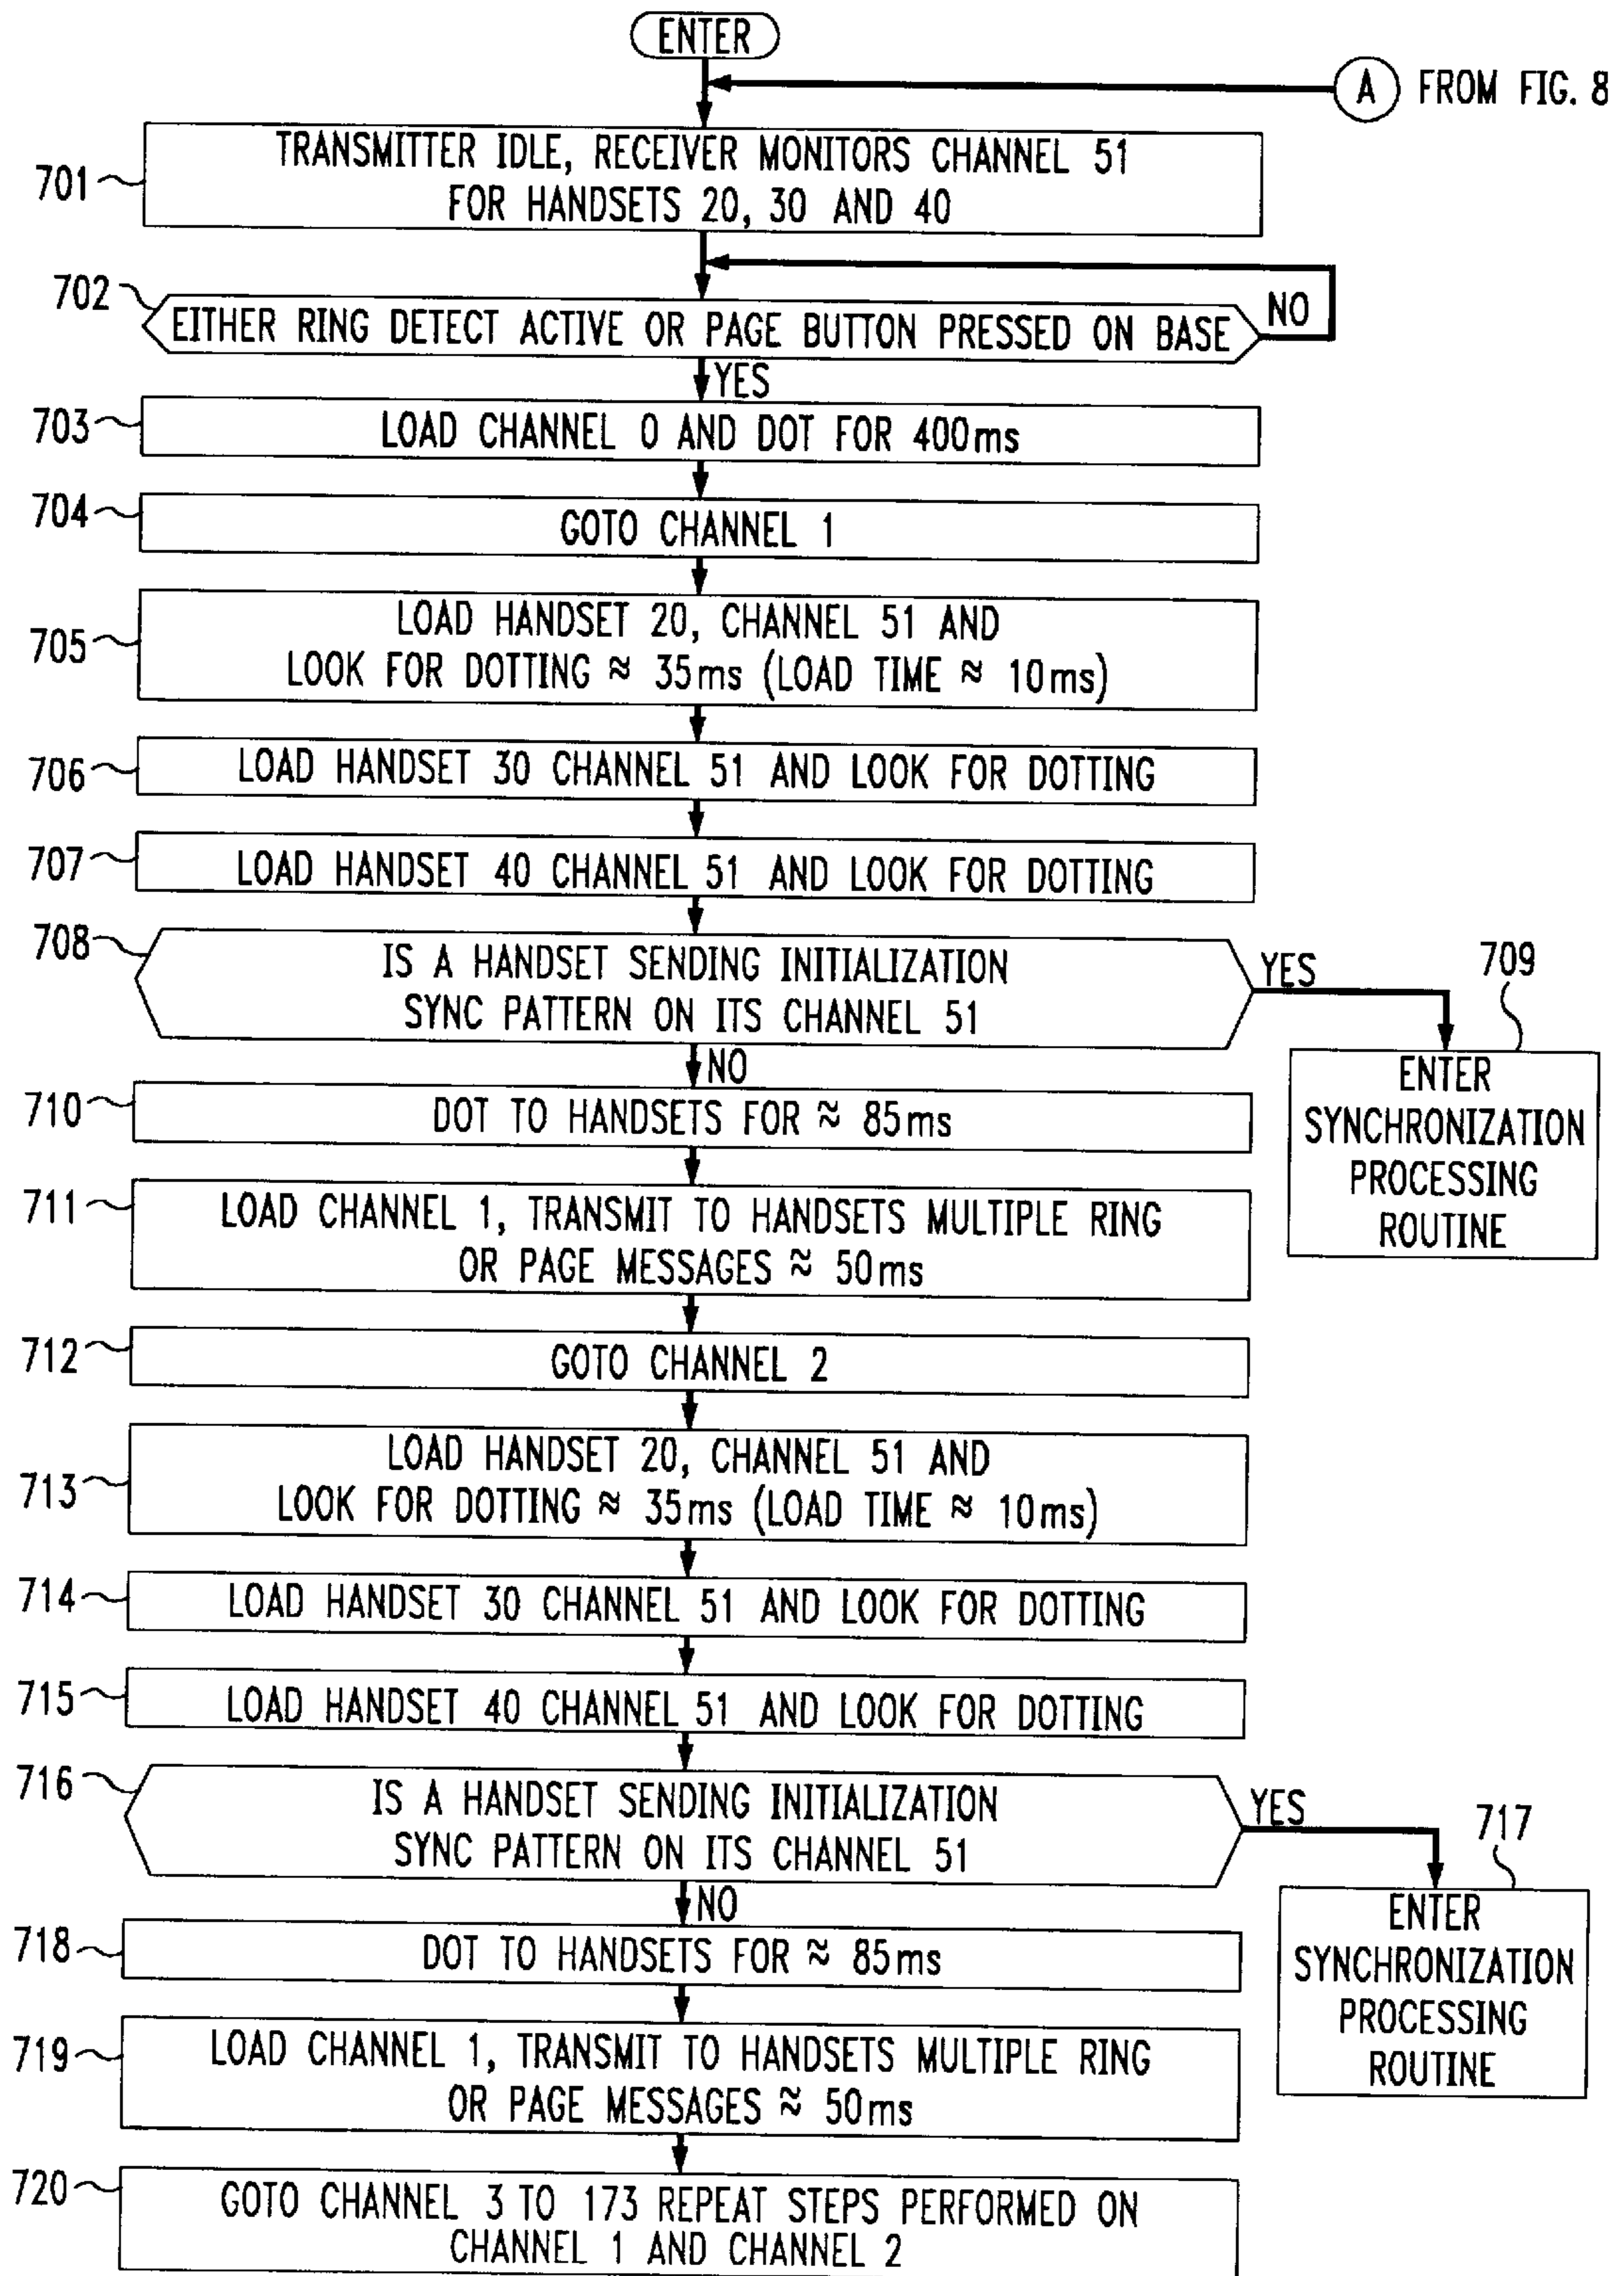 ENTER
A FROM FIG. 8
701
TRANSMITTER IDLE, RECEIVER MONITORS CHANNEL 51
FOR HANDSETS 20, 30 AND 40
702
EITHER RING DETECT ACTIVE OR PAGE BUTTON PRESSED ON BASE
NO
YES
703
LOAD CHANNEL 0 AND DOT FOR 400ms
704
GOTO CHANNEL 1
705
LOAD HANDSET 20, CHANNEL 51 AND
LOOK FOR DOTTING ≈ 35ms (LOAD TIME ≈ 10ms)
706
LOAD HANDSET 30 CHANNEL 51 AND LOOK FOR DOTTING
707
LOAD HANDSET 40 CHANNEL 51 AND LOOK FOR DOTTING
708
IS A HANDSET SENDING INITIALIZATION
SYNC PATTERN ON ITS CHANNEL 51
YES
709
ENTER
SYNCHRONIZATION
PROCESSING
ROUTINE
NO
710
DOT TO HANDSETS FOR ≈ 85ms
711
LOAD CHANNEL 1, TRANSMIT TO HANDSETS MULTIPLE RING
OR PAGE MESSAGES ≈ 50ms
712
GOTO CHANNEL 2
713
LOAD HANDSET 20, CHANNEL 51 AND
LOOK FOR DOTTING ≈ 35ms (LOAD TIME ≈ 10ms)
714
LOAD HANDSET 30 CHANNEL 51 AND LOOK FOR DOTTING
715
LOAD HANDSET 40 CHANNEL 51 AND LOOK FOR DOTTING
716
IS A HANDSET SENDING INITIALIZATION
SYNC PATTERN ON ITS CHANNEL 51
YES
717
ENTER
SYNCHRONIZATION
PROCESSING
ROUTINE
NO
718
DOT TO HANDSETS FOR ≈ 85ms
719
LOAD CHANNEL 1, TRANSMIT TO HANDSETS MULTIPLE RING
OR PAGE MESSAGES ≈ 50ms
720
GOTO CHANNEL 3 TO 173 REPEAT STEPS PERFORMED ON
CHANNEL 1 AND CHANNEL 2